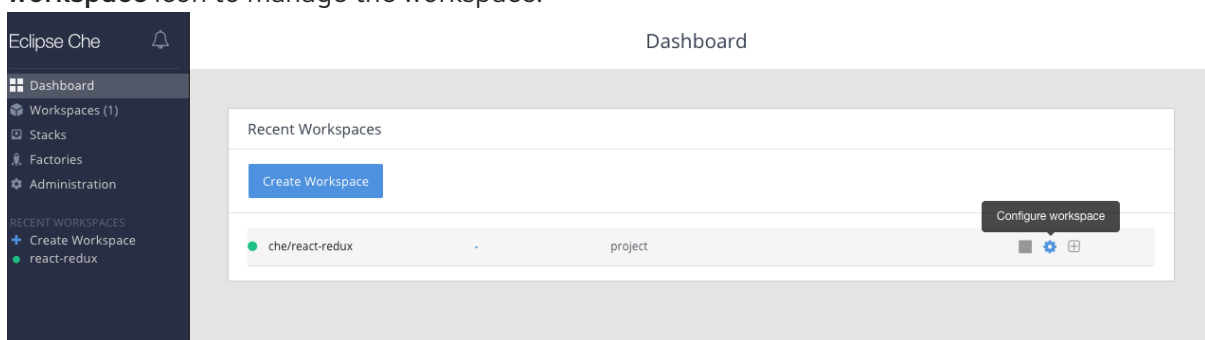 workspace icon to manage the workspace.
Eclipse Che
Dashboard
Dashboard
Workspaces (1)
Stacks
Factories
Administration
RECENT WORKSPACES
Create Workspace
react-redux
Recent Workspaces
Create Workspace
Configure workspace
che/react-redux - project